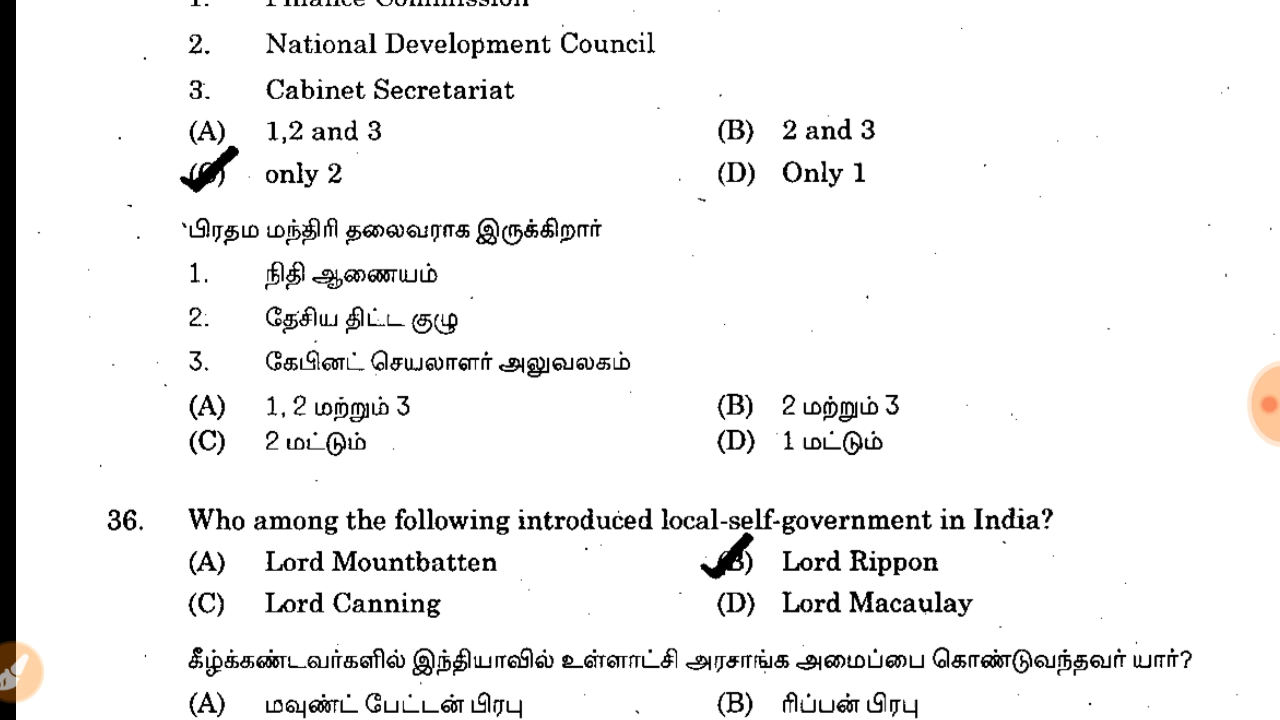 1. Finance Commission
2. National Development Council
3. Cabinet Secretariat
(A) 1,2 and 3 (B) 2 and 3
(C) only 2 (D) Only 1
பிரதம மந்திரி தலைவராக இருக்கிறார்
1. நிதி ஆணையம்
2. தேசிய திட்ட குழு
3. கேபினட் செயலாளர் அலுவலகம்
(A) 1, 2 மற்றும் 3 (B) 2 மற்றும் 3
(C) 2 மட்டும் (D) 1 மட்டும்
36. Who among the following introduced local-self-government in India?
(A) Lord Mountbatten (B) Lord Rippon
(C) Lord Canning (D) Lord Macaulay
கீழ்க்கண்டவர்களில் இந்தியாவில் உள்ளாட்சி அரசாங்க அமைப்பை கொண்டுவந்தவர் யார்?
(A) மவுண்ட் பேட்டன் பிரபு (B) ரிப்பன் பிரபு